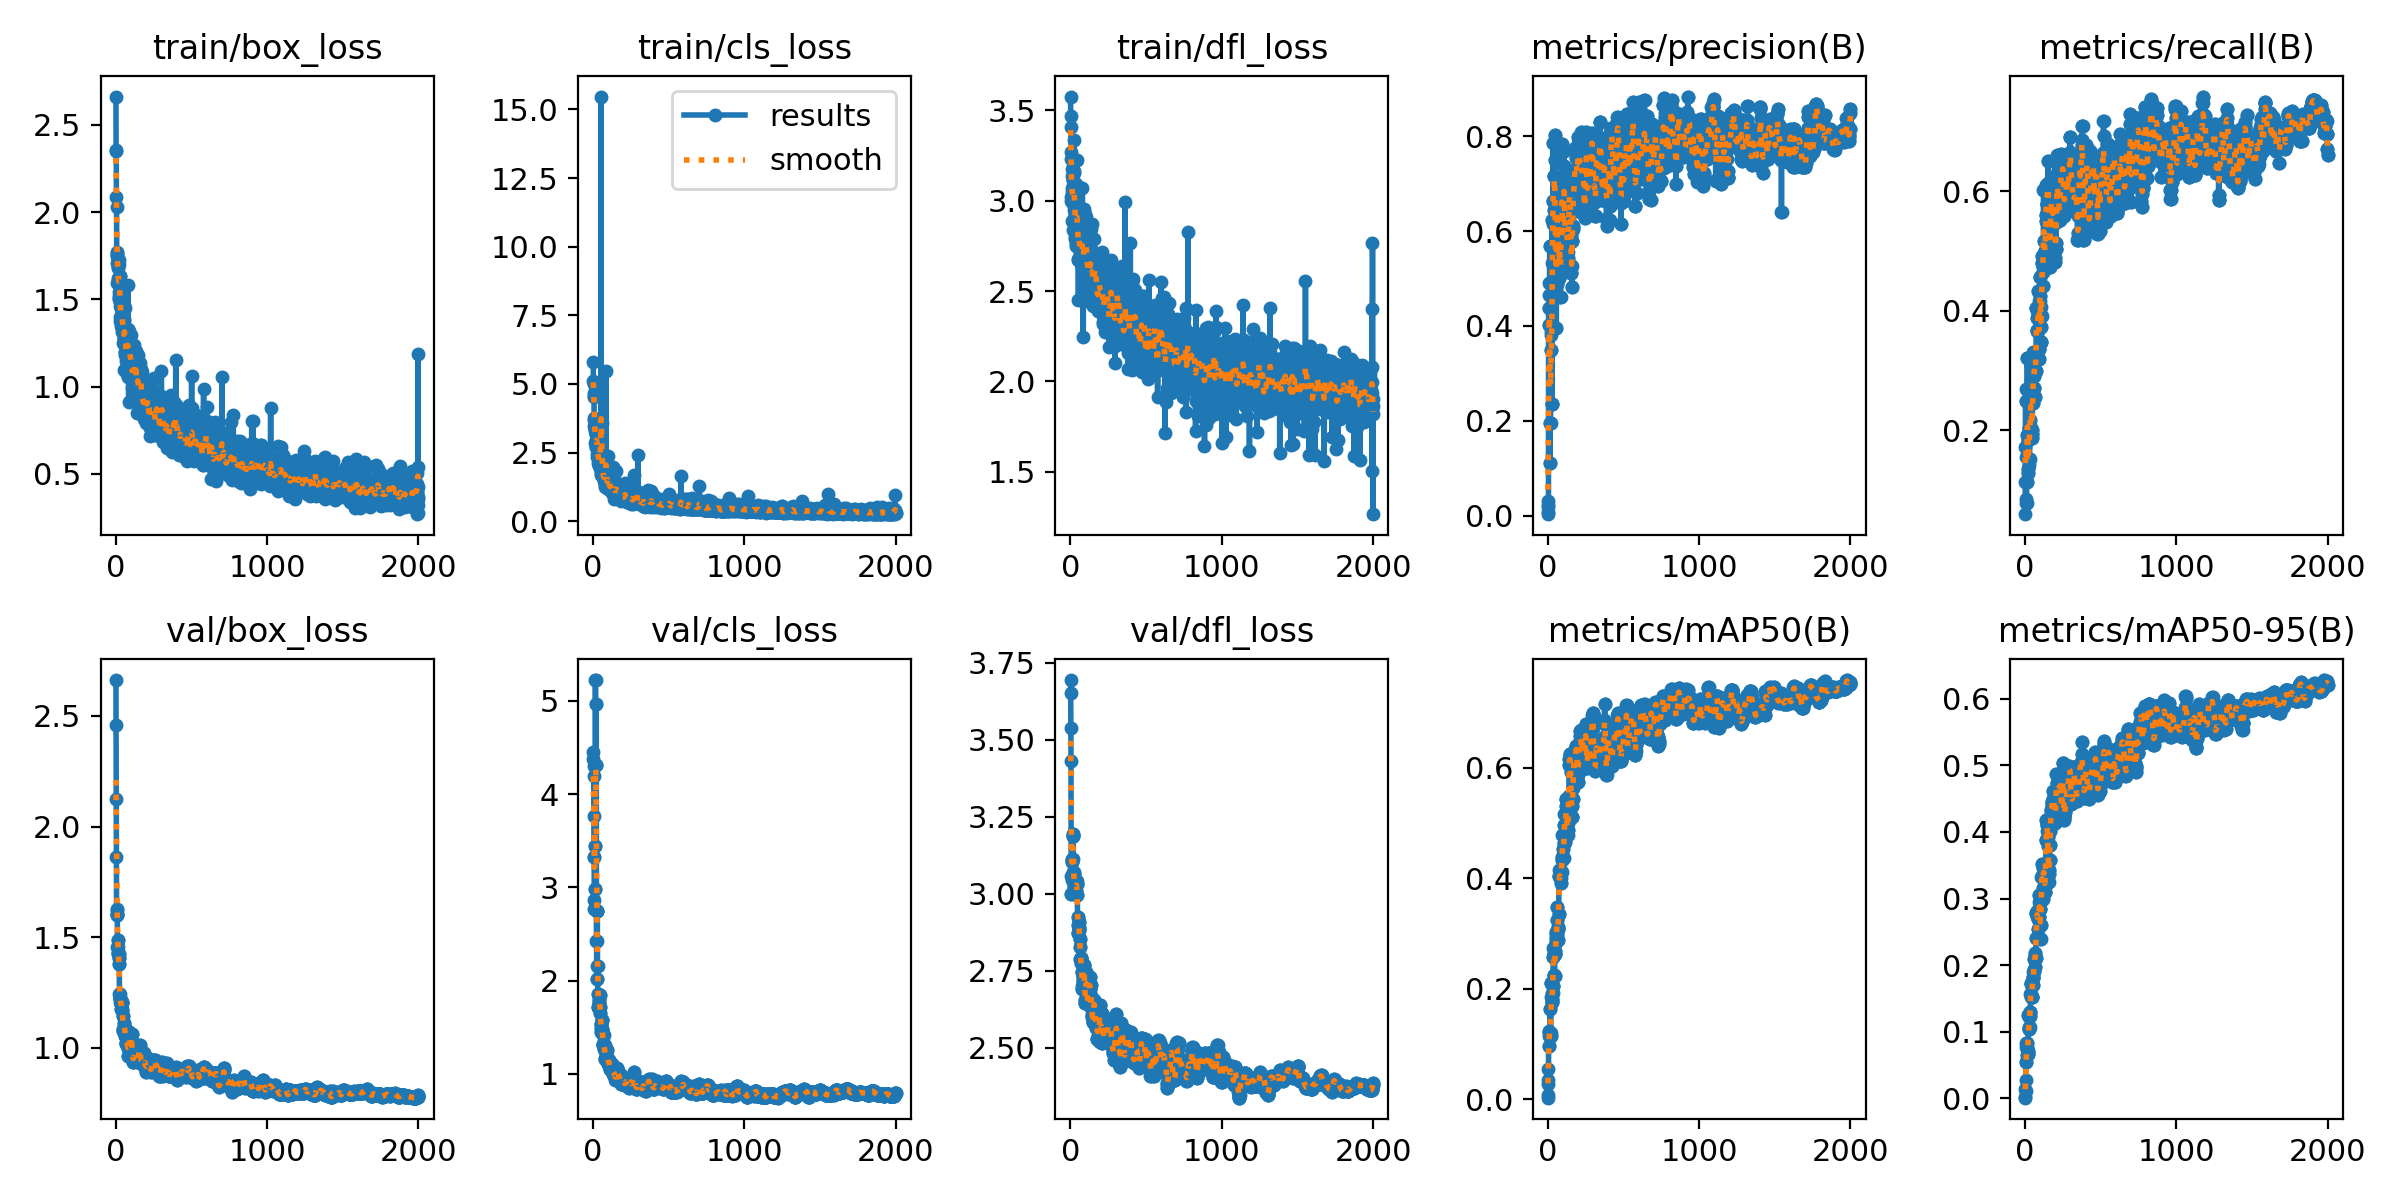 train/box_loss
2.5
2.0
1.5
1.0
0.5
0 1000 2000
train/cls_loss
results
smooth
15.0
12.5
10.0
7.5
5.0
2.5
0.0
0 1000 2000
train/dfl_loss
3.5
3.0
2.5
2.0
1.5
0 1000 2000
metrics/precision(B)
0.8
0.6
0.4
0.2
0.0
0 1000 2000
metrics/recall(B)
0.6
0.4
0.2
0 1000 2000
val/box_loss
2.5
2.0
1.5
1.0
0 1000 2000
val/cls_loss
5
4
3
2
1
0 1000 2000
val/dfl_loss
3.75
3.50
3.25
3.00
2.75
2.50
0 1000 2000
metrics/mAP50(B)
0.6
0.4
0.2
0.0
0 1000 2000
metrics/mAP50-95(B)
0.6
0.5
0.4
0.3
0.2
0.1
0.0
0 1000 2000